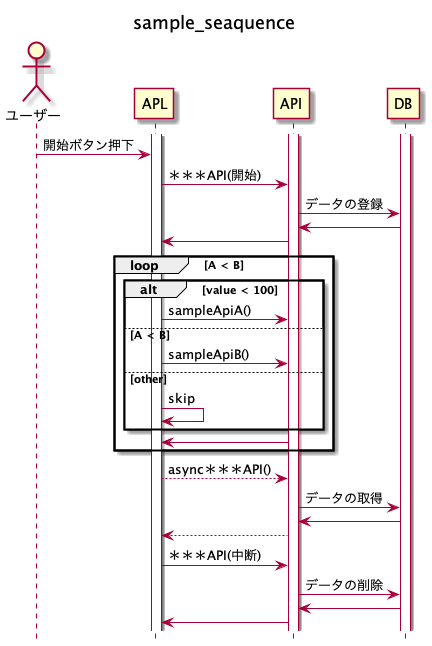 sample_seaquence
ユーザー
APL
API
DB
開始ボタン押下
＊＊＊API(開始)
データの登録
loop [A < B]
alt [value < 100]
sampleApiA()
[A < B]
sampleApiB()
[other]
skip
async＊＊＊API()
データの取得
＊＊＊API(中断)
データの削除